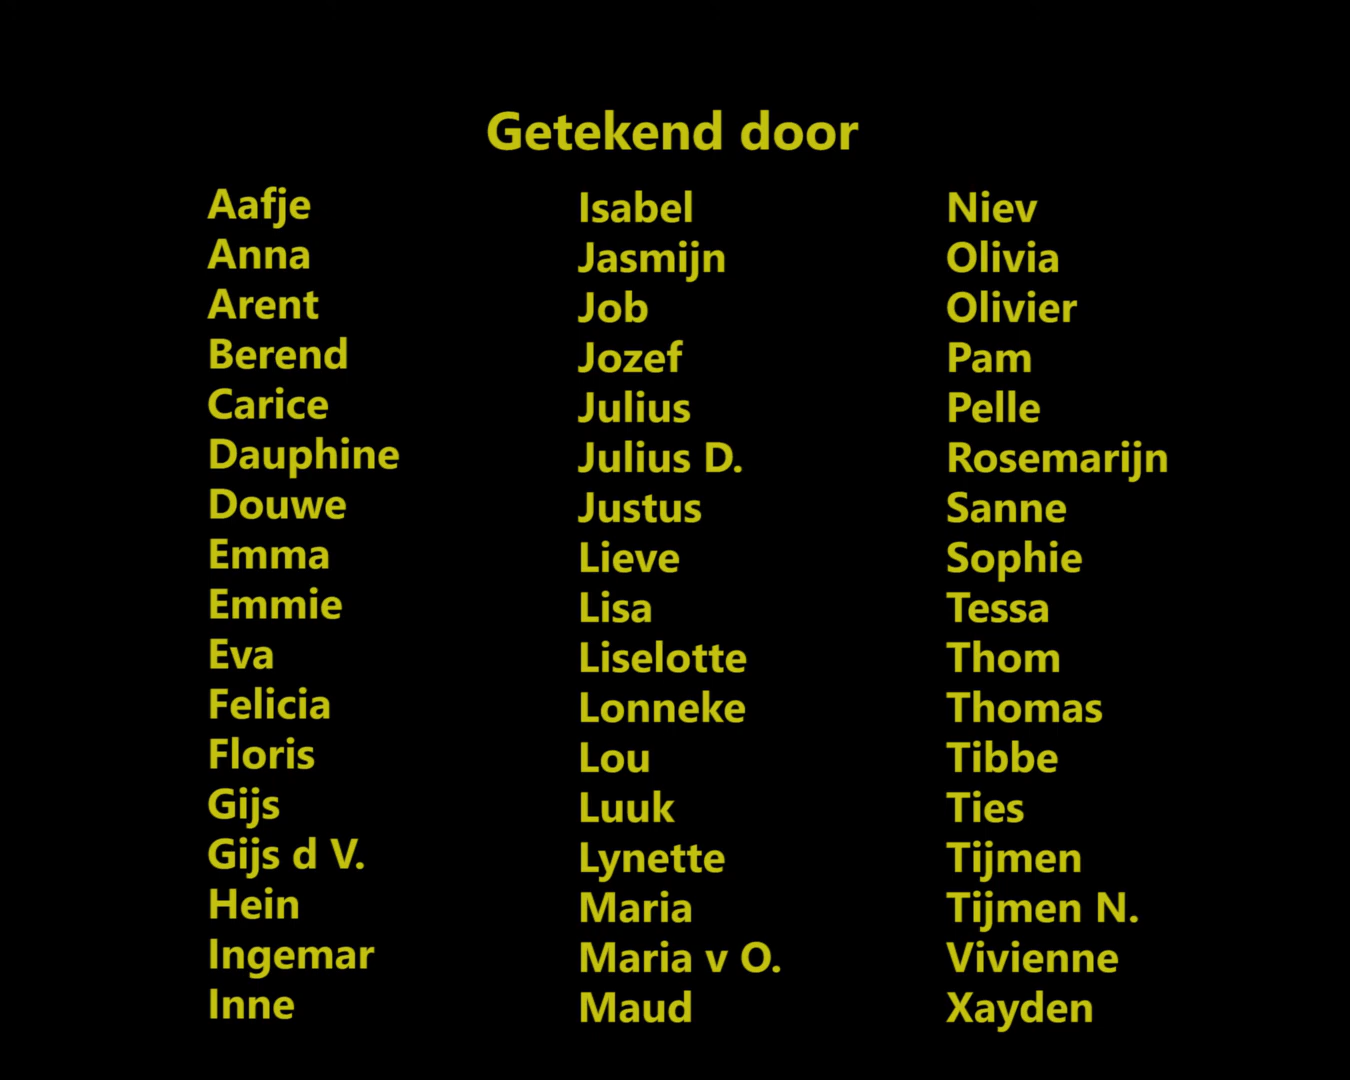 Getekend door
Aafje
Anna
Arent
Berend
Carice
Dauphine
Douwe
Emma
Emmie
Eva
Felicia
Floris
Gijs
Gijs d V.
Hein
Ingemar
Inne
Isabel
Jasmijn
Job
Jozef
Julius
Julius D.
Justus
Lieve
Lisa
Liselotte
Lonneke
Lou
Luuk
Lynette
Maria
Maria v O.
Maud
Niev
Olivia
Olivier
Pam
Pelle
Rosemarijn
Sanne
Sophie
Tessa
Thom
Thomas
Tibbe
Ties
Tijmen
Tijmen N.
Vivienne
Xayden